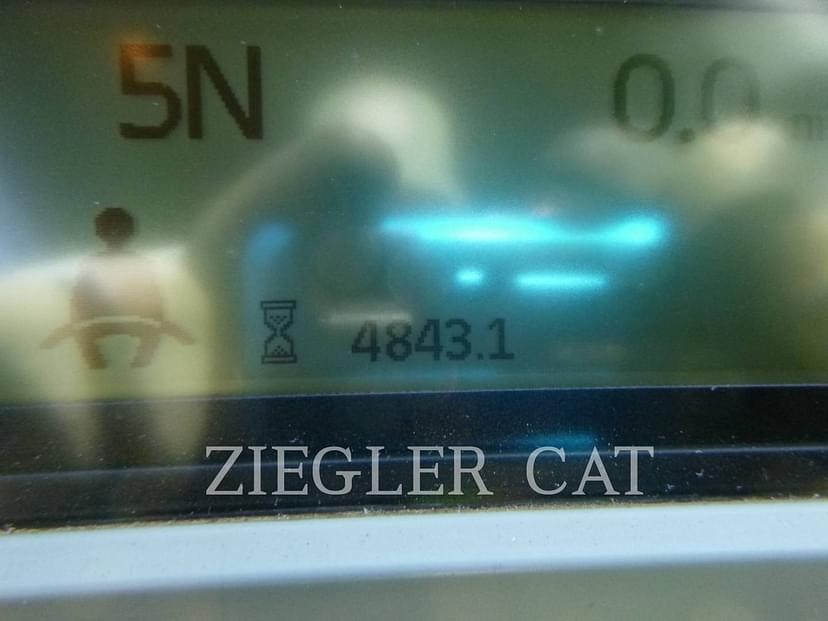 5N 0.0
4843.1
ZIEGLER CAT